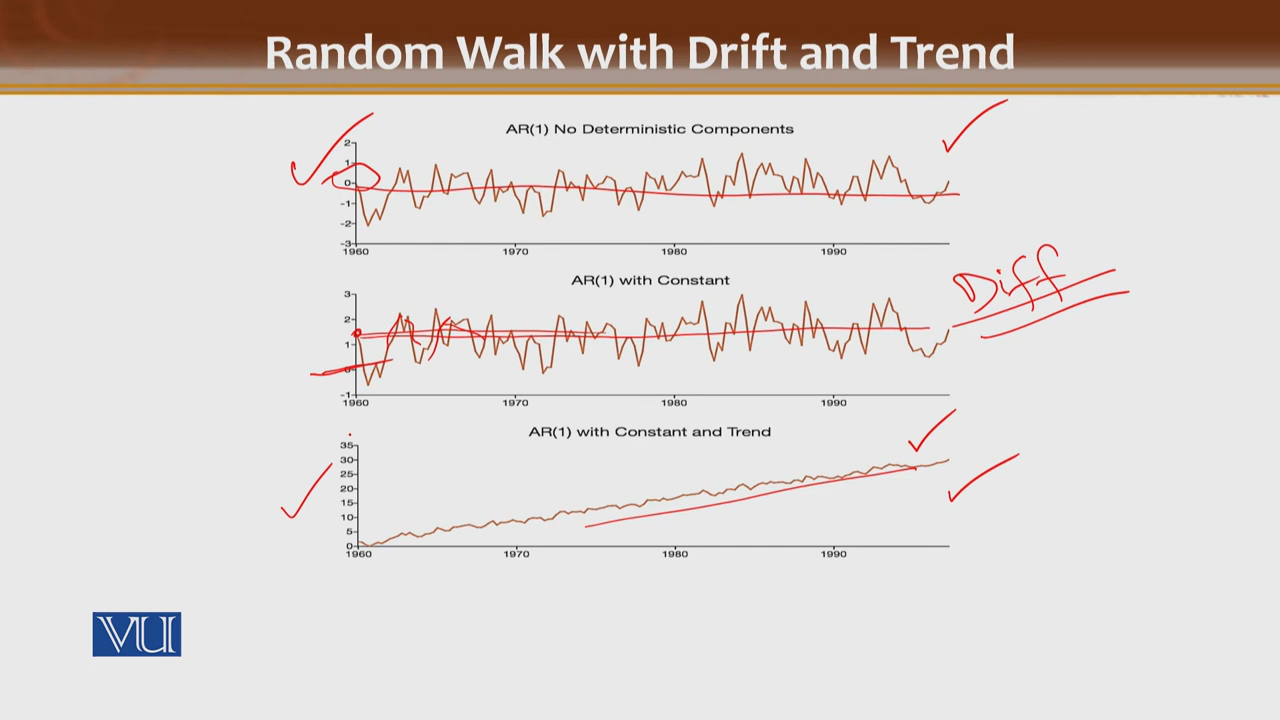 Random Walk with Drift and Trend
AR(1) No Deterministic Components
2
1
0
-1
-2
-3
1960 1970 1980 1990
AR(1) with Constant
Diff
3
2
1
0
-1
1960 1970 1980 1990
AR(1) with Constant and Trend
35
30
25
20
15
10
5
0
1960 1970 1980 1990
VU